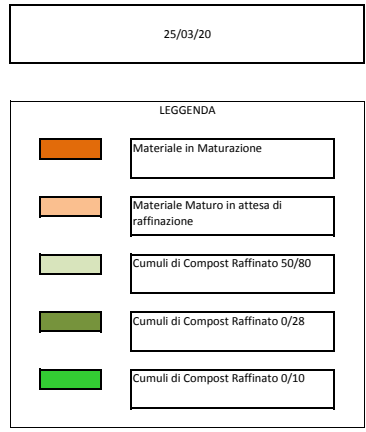 25/03/20
LEGGENDA
Materiale in Maturazione
Materiale Maturo in attesa di
raffinazione
Cumuli di Compost Raffinato 50/80
Cumuli di Compost Raffinato 0/28
Cumuli di Compost Raffinato 0/10